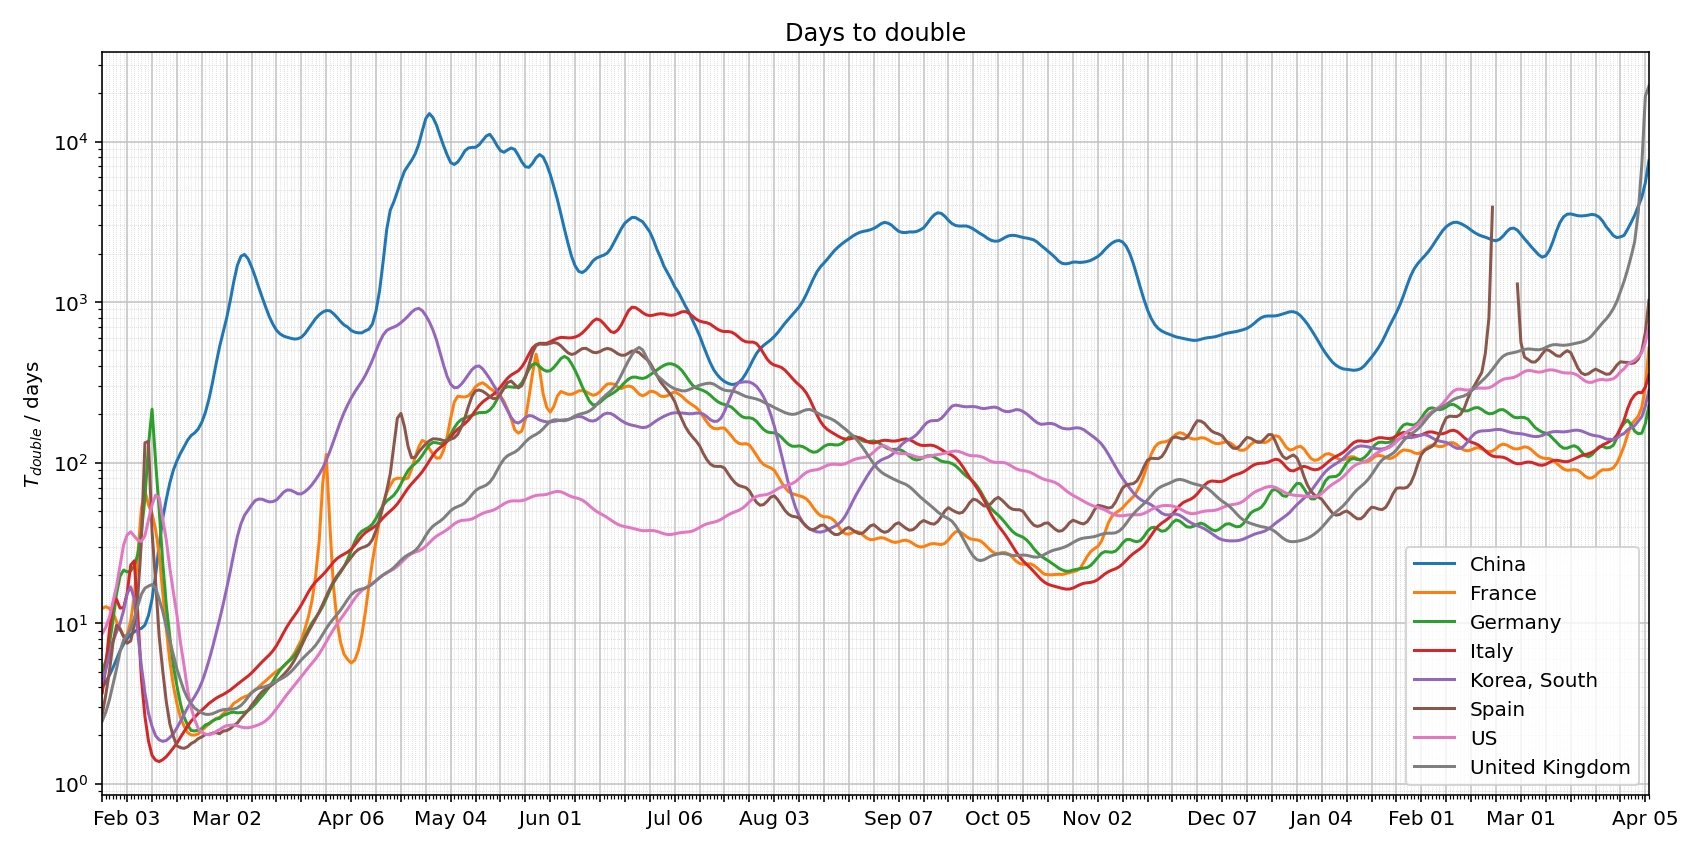 Days to double
T_double / days
10^4
10^3
10^2
10^1
10^0
Feb 03 Mar 02 Apr 06 May 04 Jun 01 Jul 06 Aug 03 Sep 07 Oct 05 Nov 02 Dec 07 Jan 04 Feb 01 Mar 01 Apr 05
China
France
Germany
Italy
Korea, South
Spain
US
United Kingdom